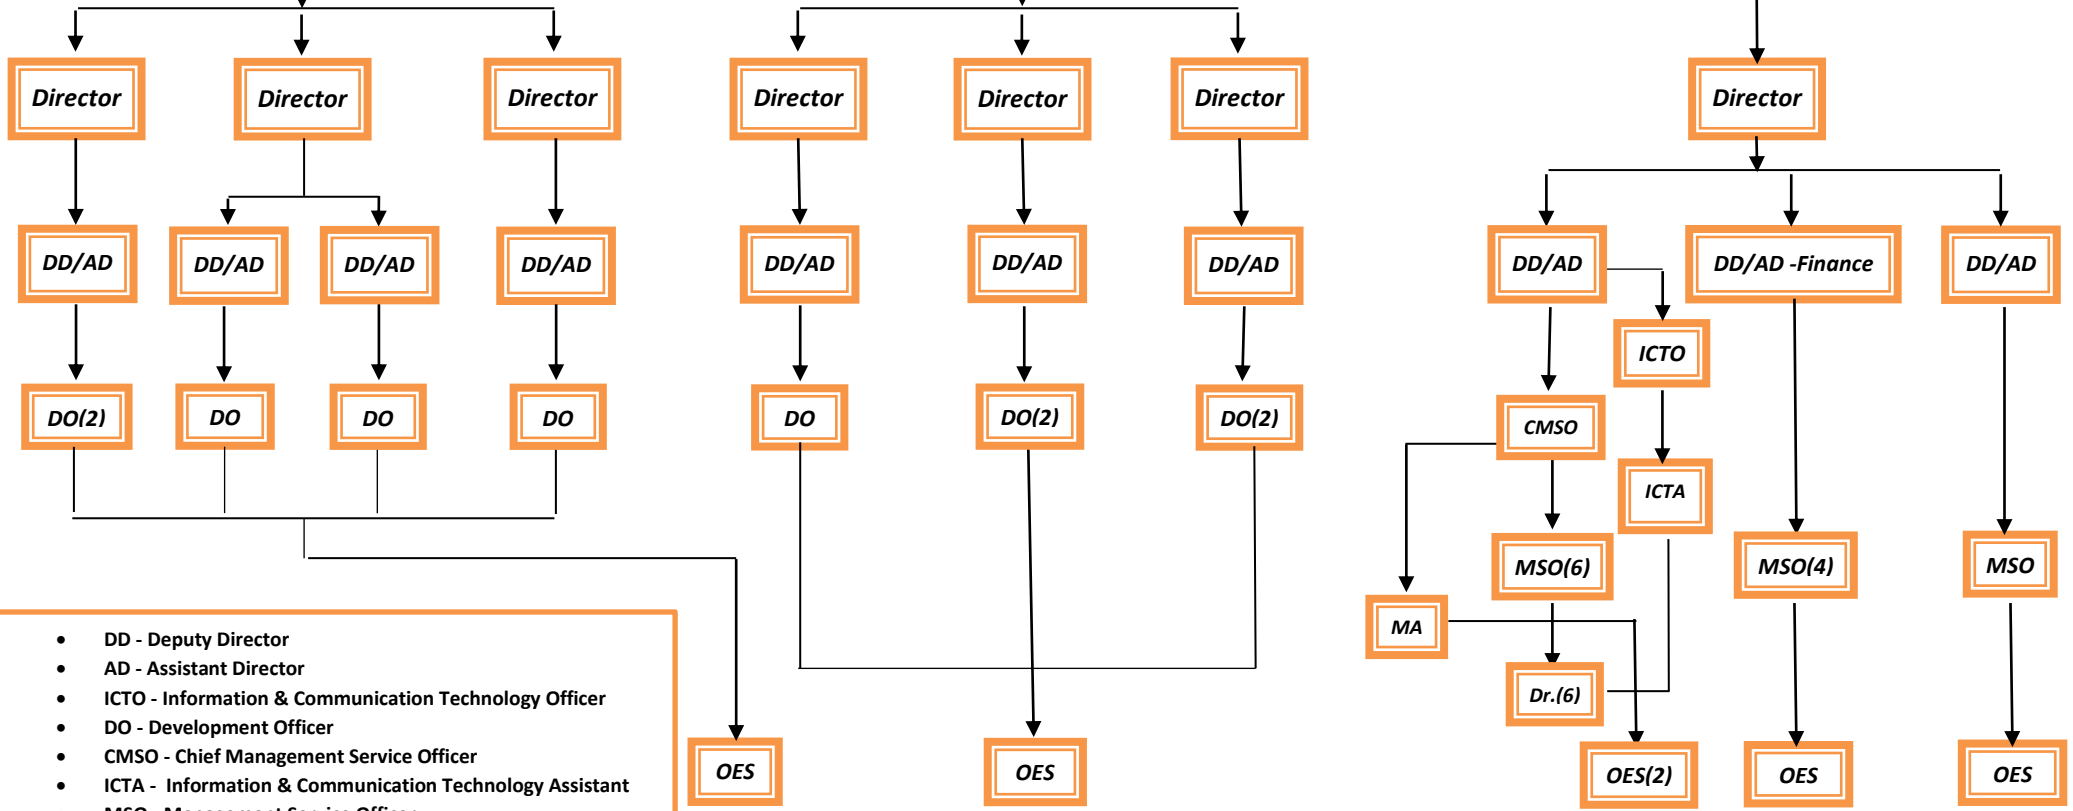 Director Director Director Director Director Director Director
DD/AD DD/AD DD/AD DD/AD DD/AD DD/AD DD/AD DD/AD DD/AD -Finance DD/AD
ICTO
DO(2) DO DO DO DO DO(2) DO(2) CMSO
ICTA
MSO(6) MSO(4) MSO
MA
Dr.(6)
• DD - Deputy Director
• AD - Assistant Director
• ICTO - Information & Communication Technology Officer
• DO - Development Officer
• CMSO - Chief Management Service Officer
• ICTA - Information & Communication Technology Assistant
MSO - Management Service Officer
OES OES OES(2) OES OES